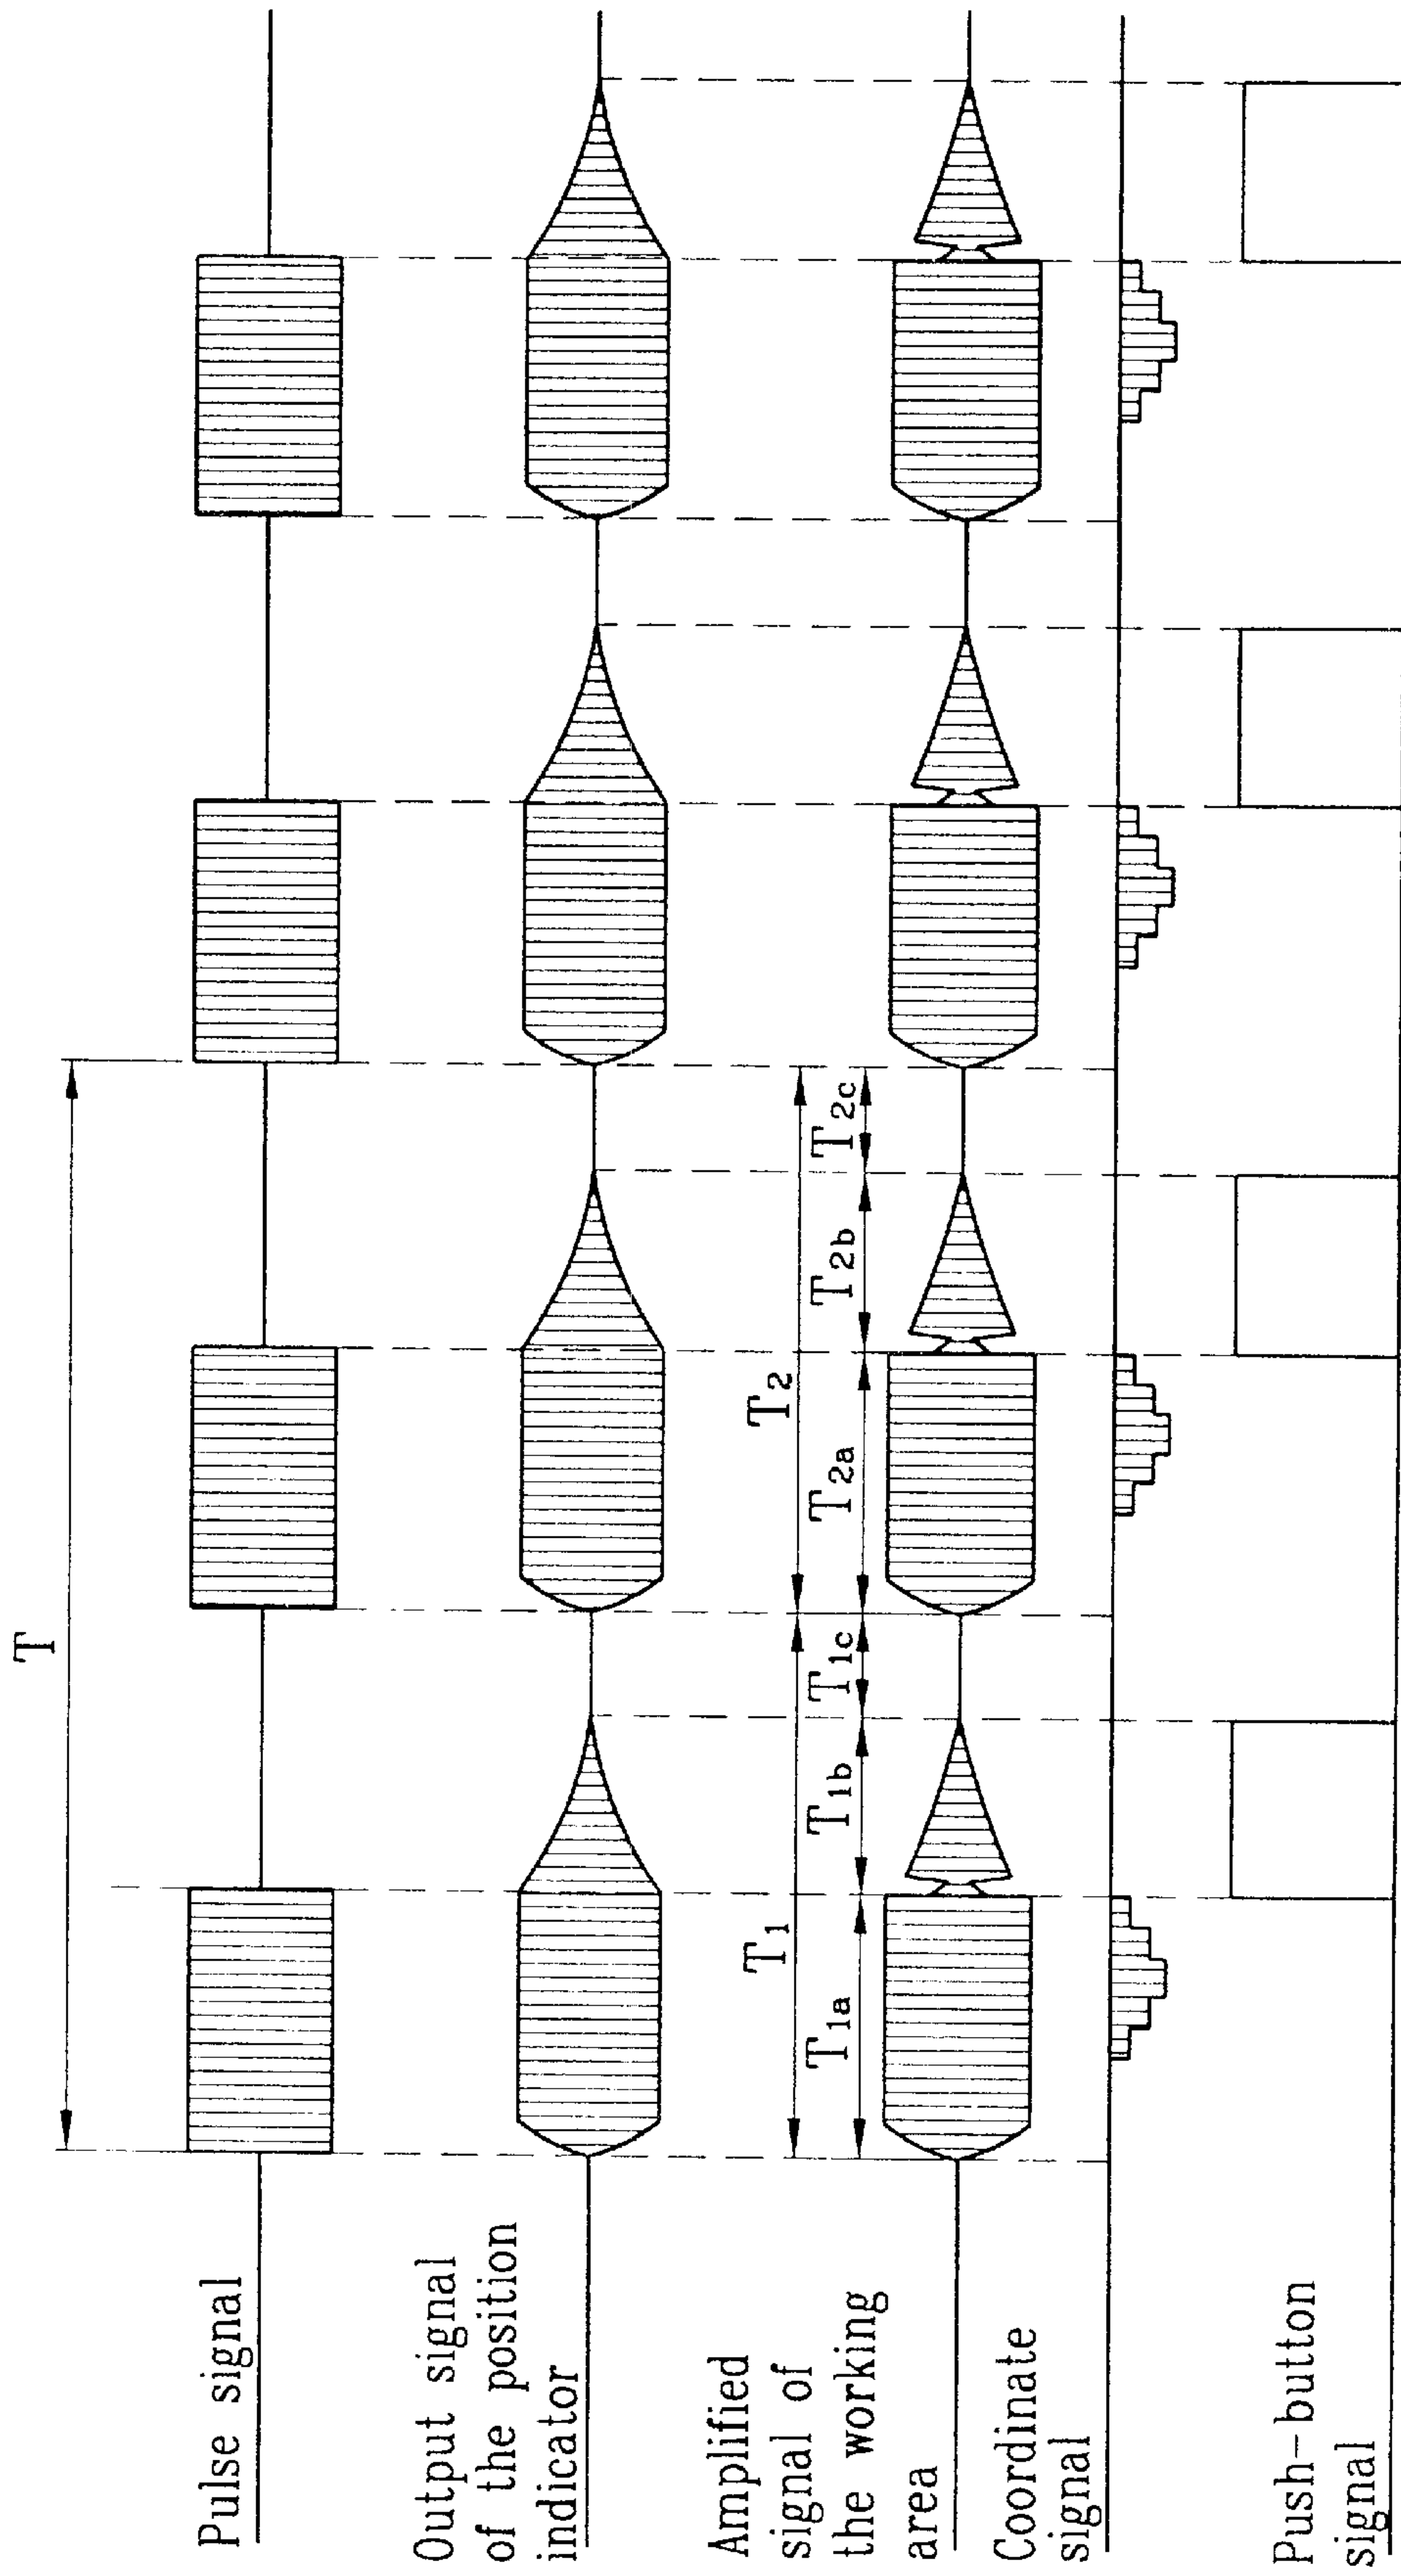 T
Pulse signal
Output signal
of the position
indicator
T1
T2
T1a
T1b
T1c
T2a
T2b
T2c
Amplified
signal of
the working
area
Coordinate
signal
Push-button
signal